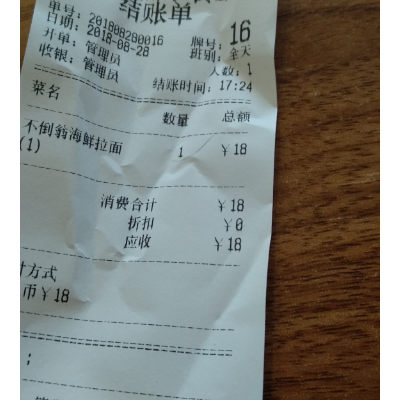 结账单
单号: 201808280016 牌号: 16
日期: 2018-08-28 班别: 全天
开单: 管理员 人数: 1
收银: 管理员 结账时间: 17:24
菜名 数量 总额
不倒翁海鲜拉面 1 ￥18
(1)
消费合计 ￥18
折扣 ￥0
应收 ￥18
方式
币￥18
: